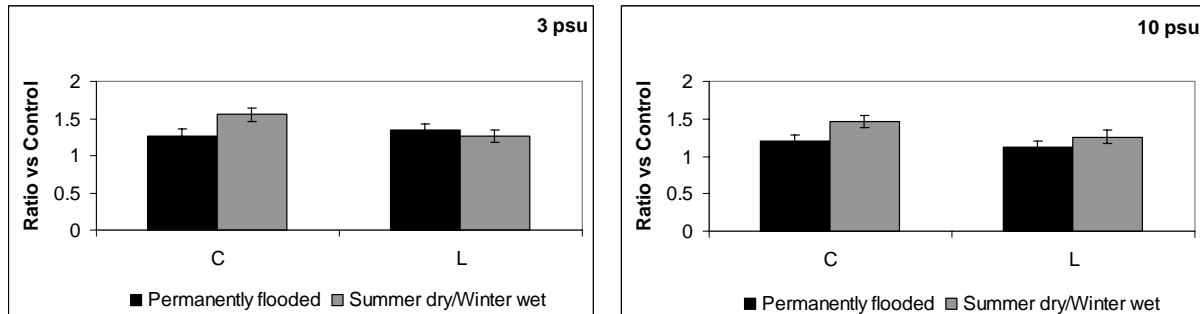 3 psu
Ratio vs Control
2
1.5
1
0.5
0
C L
Permanently flooded Summer dry/Winter wet
10 psu
Ratio vs Control
2
1.5
1
0.5
0
C L
Permanently flooded Summer dry/Winter wet